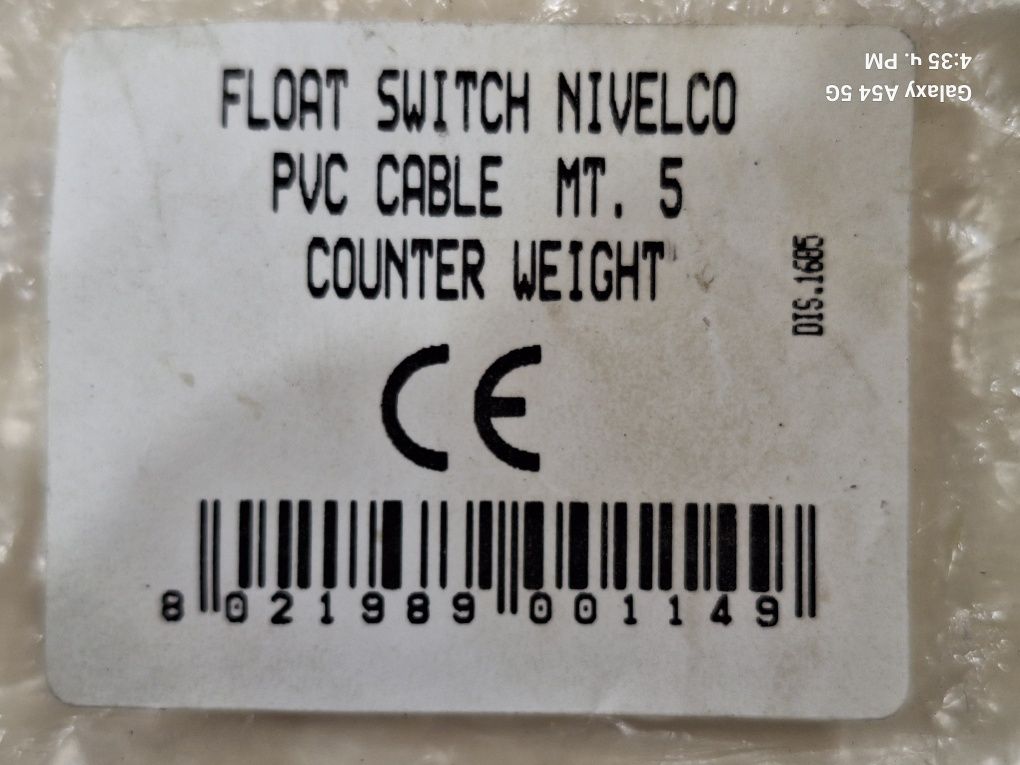 FLOAT SWITCH NIVELCO
PVC CABLE MT. 5
COUNTER WEIGHT
DIS.1605
CE
8 021989 001149
4:35 ч. PM
Galaxy A54 5G